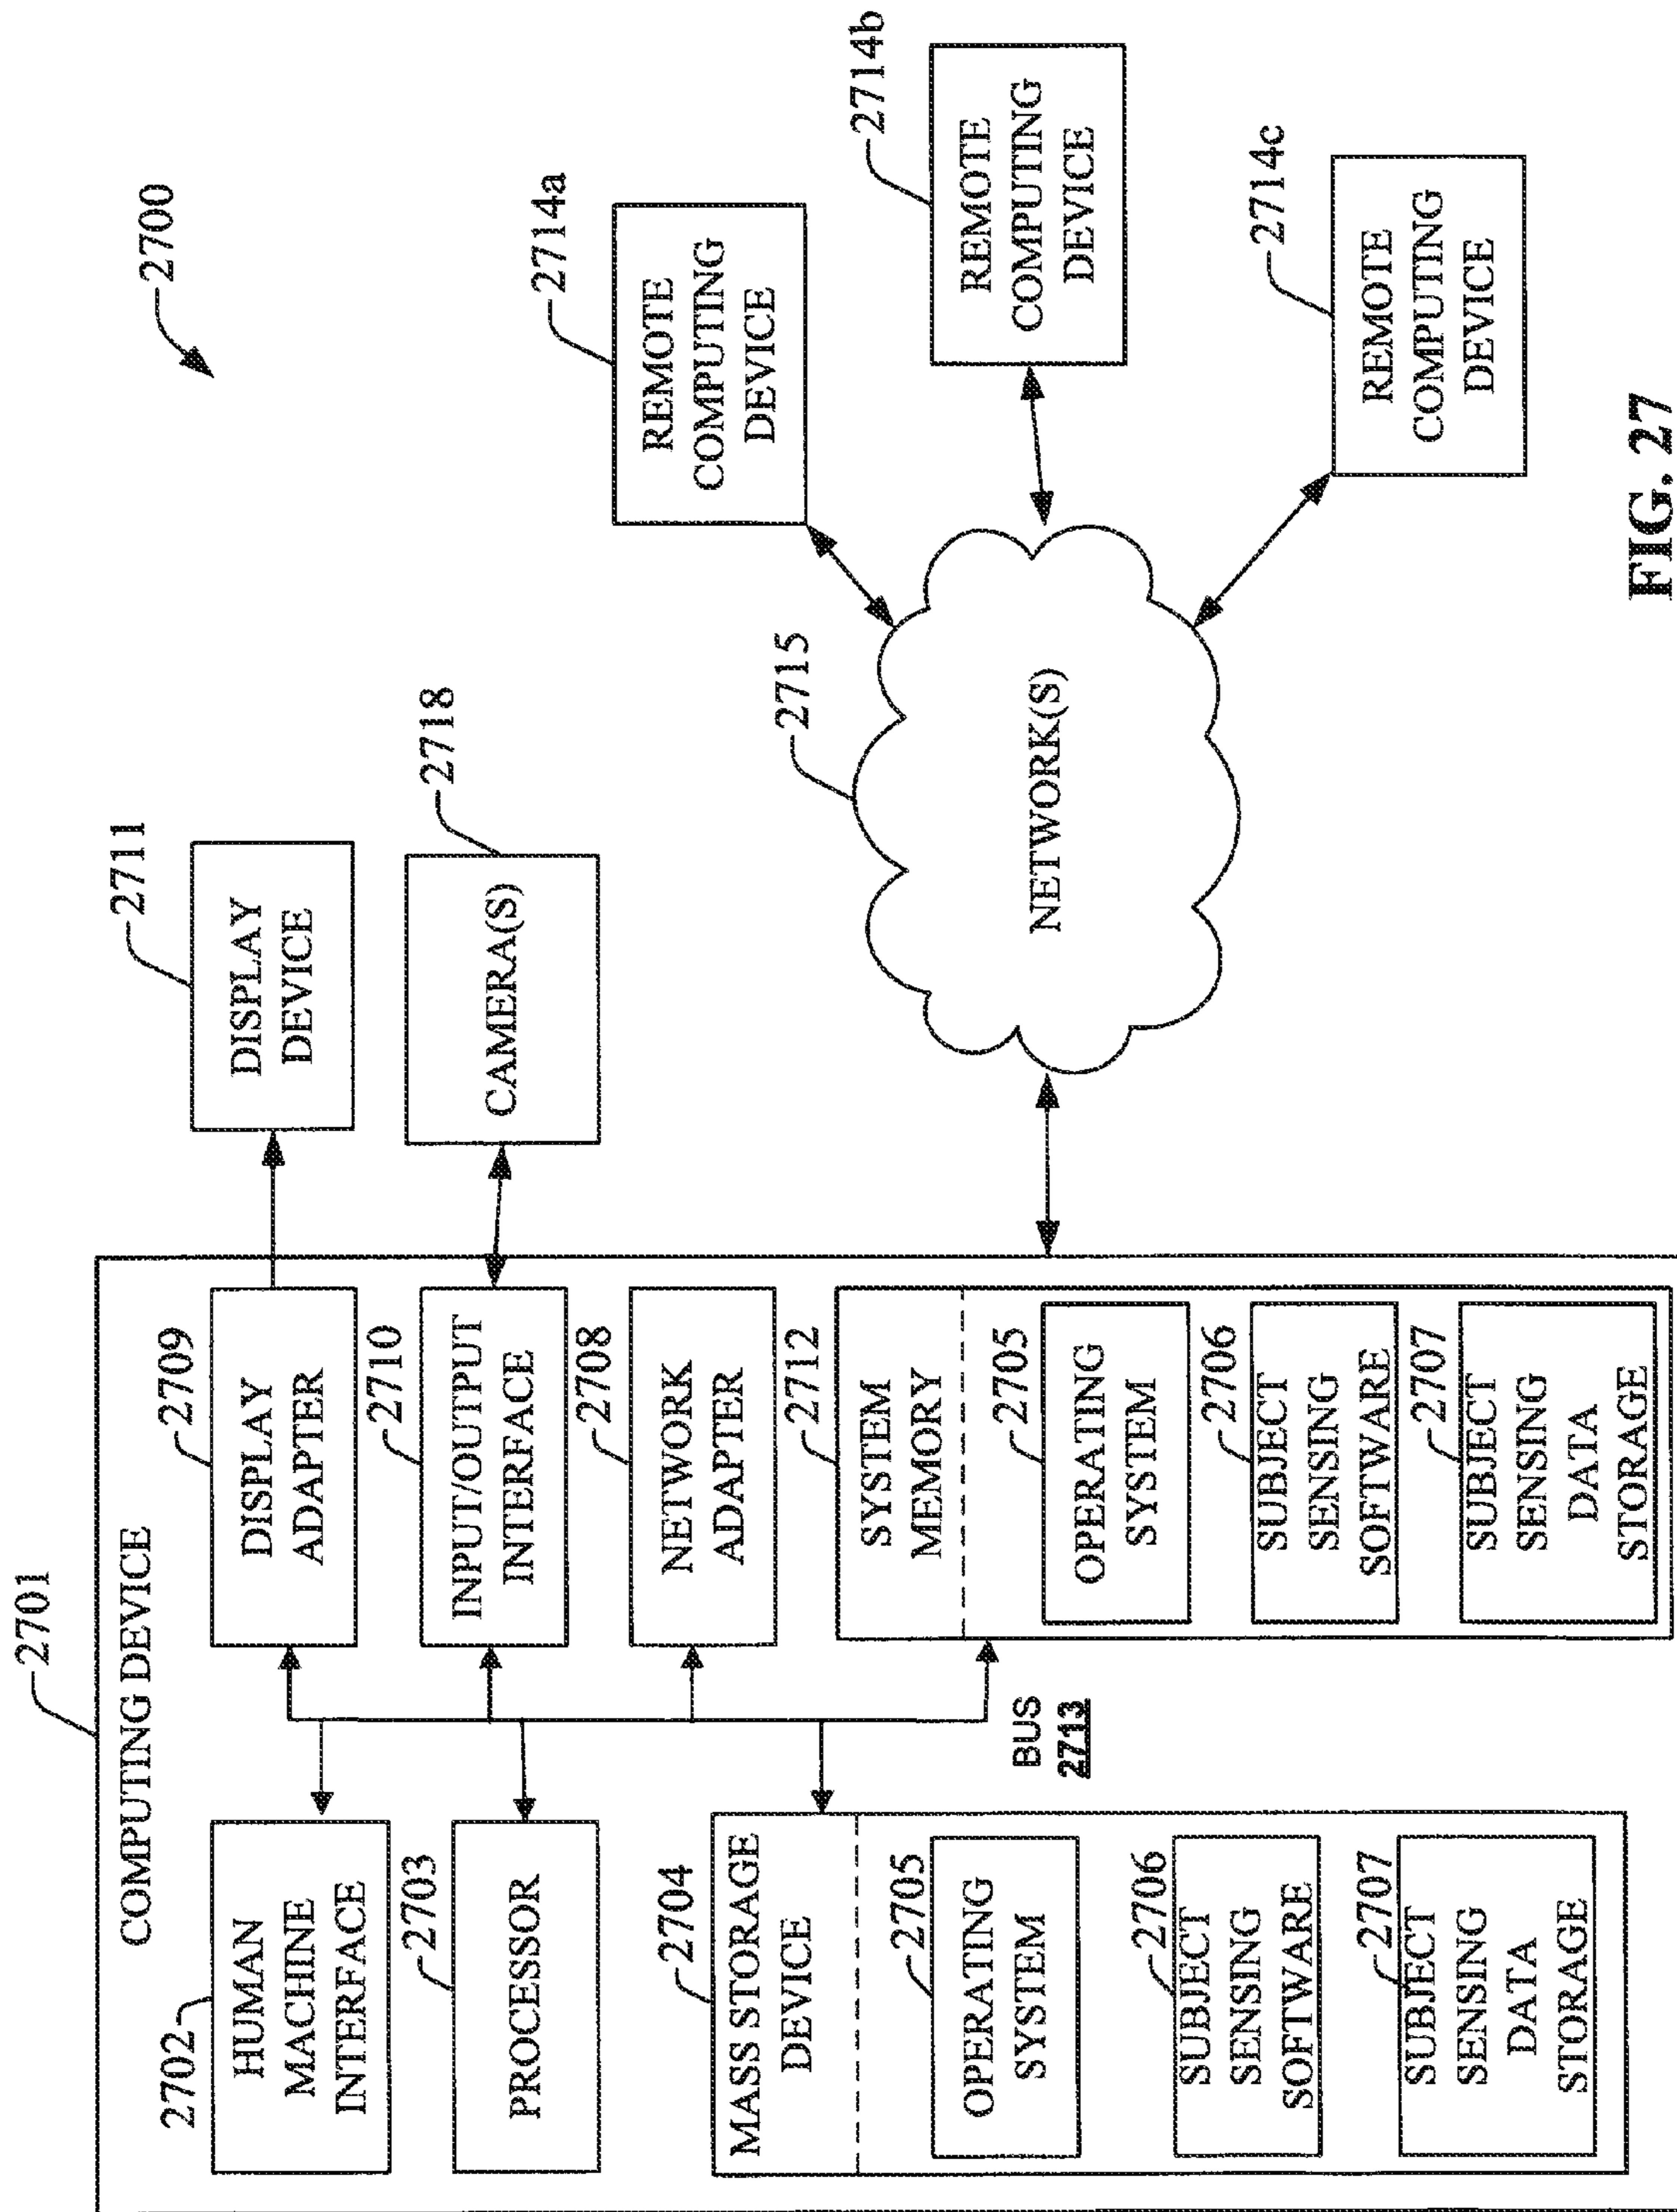 2700
2701
COMPUTING DEVICE
2702
HUMAN
MACHINE
INTERFACE
2703
PROCESSOR
2704
MASS STORAGE
DEVICE
2705
OPERATING
SYSTEM
2706
SUBJECT
SENSING
SOFTWARE
2707
SUBJECT
SENSING
DATA
STORAGE
BUS
2713
2709
DISPLAY
ADAPTER
2710
INPUT/OUTPUT
INTERFACE
2708
NETWORK
ADAPTER
2712
SYSTEM
MEMORY
2705
OPERATING
SYSTEM
2706
SUBJECT
SENSING
SOFTWARE
2707
SUBJECT
SENSING
DATA
STORAGE
2711
DISPLAY
DEVICE
2718
CAMERA(S)
2715
NETWORK(S)
2714a
REMOTE
COMPUTING
DEVICE
2714b
REMOTE
COMPUTING
DEVICE
2714c
REMOTE
COMPUTING
DEVICE
FIG. 27